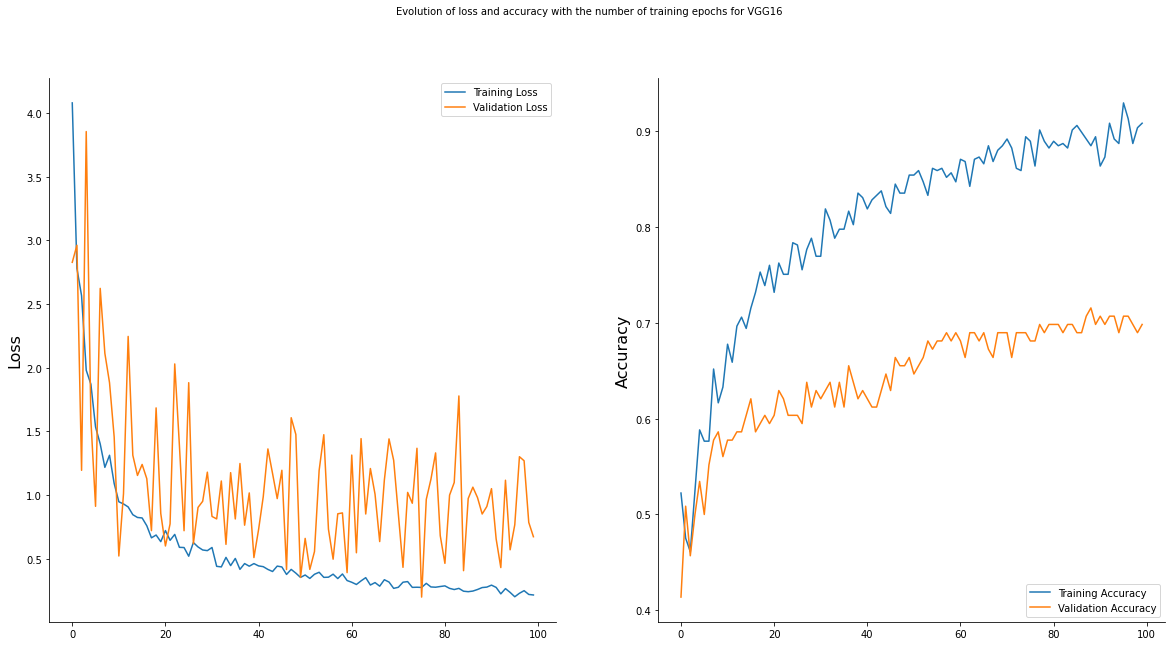 Evolution of loss and accuracy with the number of training epochs for VGG16
Training Loss
Validation Loss
Loss
4.0
3.5
3.0
2.5
2.0
1.5
1.0
0.5
0 20 40 60 80 100
Accuracy
0.9
0.8
0.7
0.6
0.5
0.4
Training Accuracy
Validation Accuracy
0 20 40 60 80 100